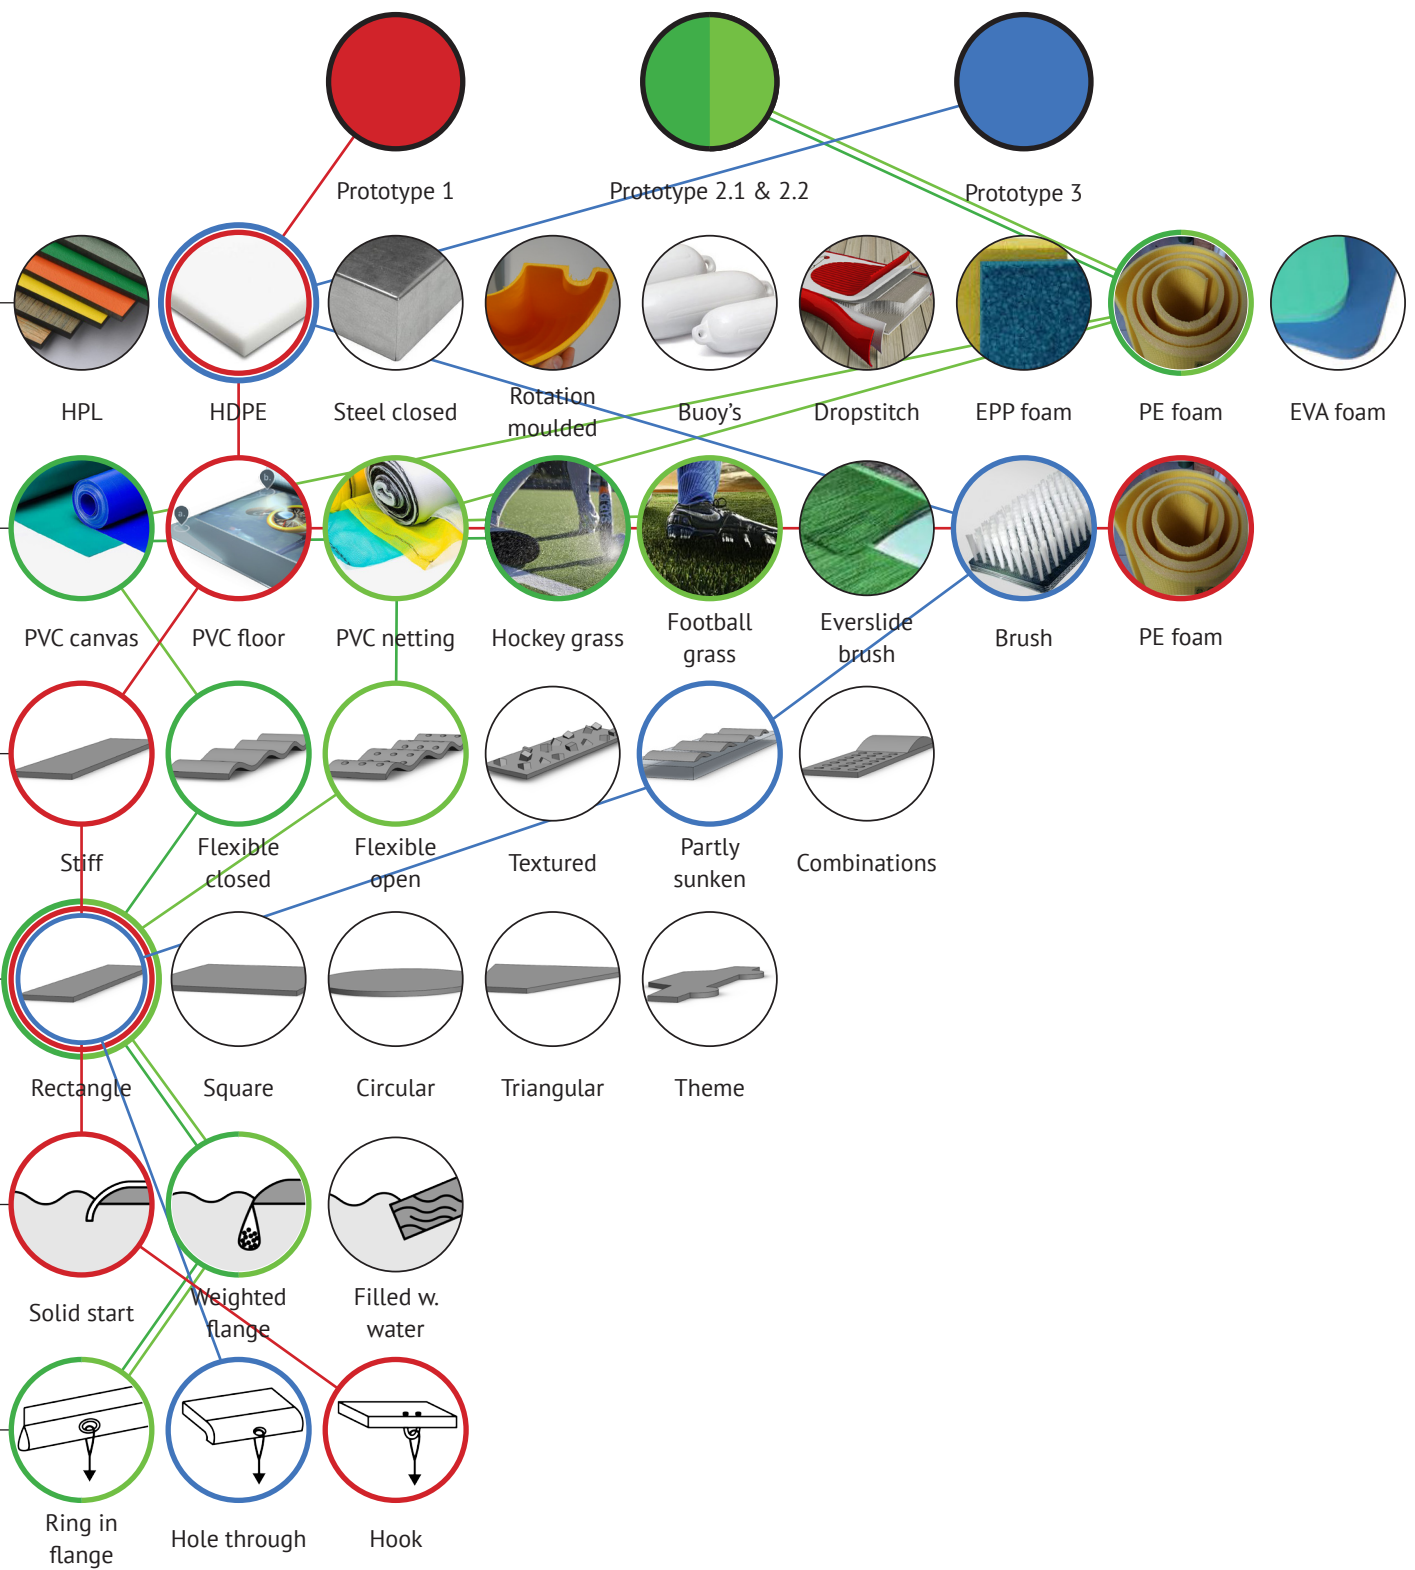 Prototype 1
Prototype 2.1 & 2.2
Prototype 3
HPL
HDPE
Steel closed
Rotation
moulded
Buoy's
Dropstitch
EPP foam
PE foam
EVA foam
PVC canvas
PVC floor
PVC netting
Hockey grass
Football
grass
Everslide
brush
Brush
PE foam
Stiff
Flexible
closed
Flexible
open
Textured
Partly
sunken
Combinations
Rectangle
Square
Circular
Triangular
Theme
Solid start
Weighted
flange
Filled w.
water
Ring in
flange
Hole through
Hook